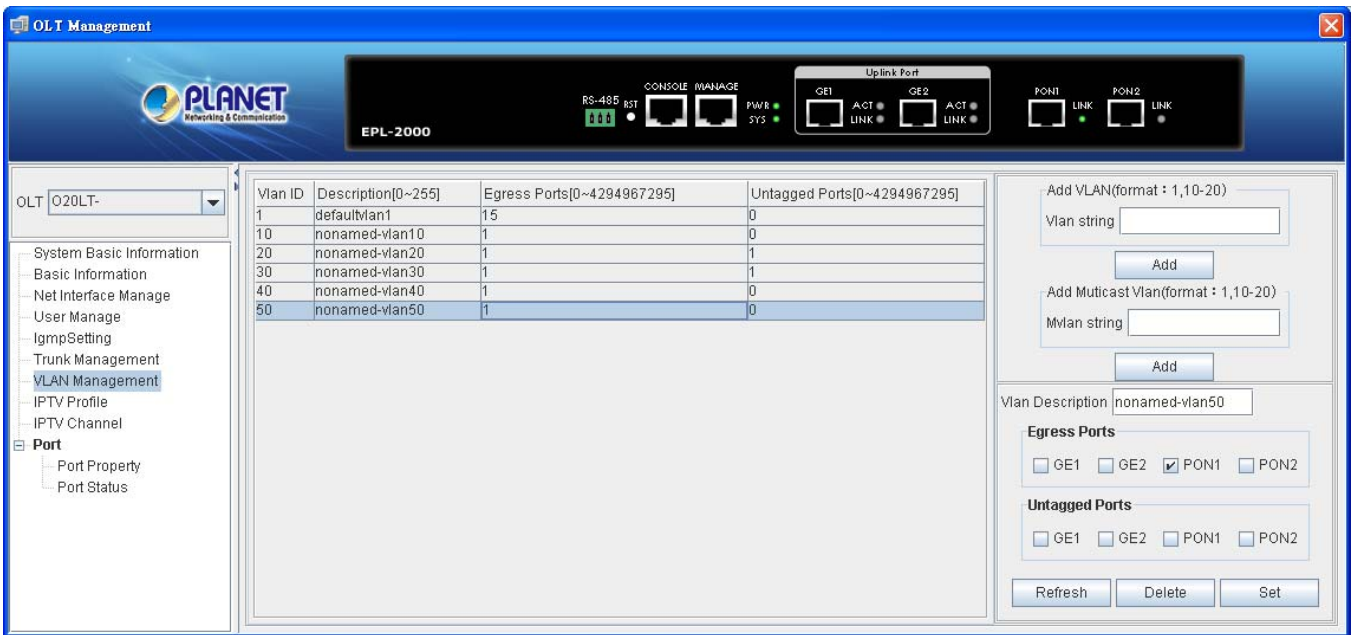 OLT Management
PLANET
Networking & Communication
EPL-2000
RS-485 RST CONSOLE MANAGE
PWR
SYS
Uplink Port
GE1 ACT LINK GE2 ACT LINK
PON1 LINK PON2 LINK
OLT O20LT-
System Basic Information
Basic Information
Net Interface Manage
User Manage
IgmpSetting
Trunk Management
VLAN Management
IPTV Profile
IPTV Channel
Port
Port Property
Port Status
Vlan ID Description[0~255] Egress Ports[0~4294967295] Untagged Ports[0~4294967295]
1 defaultvlan1 15 0
10 nonamed-vlan10 1 0
20 nonamed-vlan20 1 1
30 nonamed-vlan30 1 1
40 nonamed-vlan40 1 0
50 nonamed-vlan50 1 0
Add VLAN(format：1,10-20)
Vlan string
Add
Add Muticast Vlan(format：1,10-20)
Mvlan string
Add
Vlan Description nonamed-vlan50
Egress Ports
GE1 GE2 PON1 PON2
Untagged Ports
GE1 GE2 PON1 PON2
Refresh Delete Set